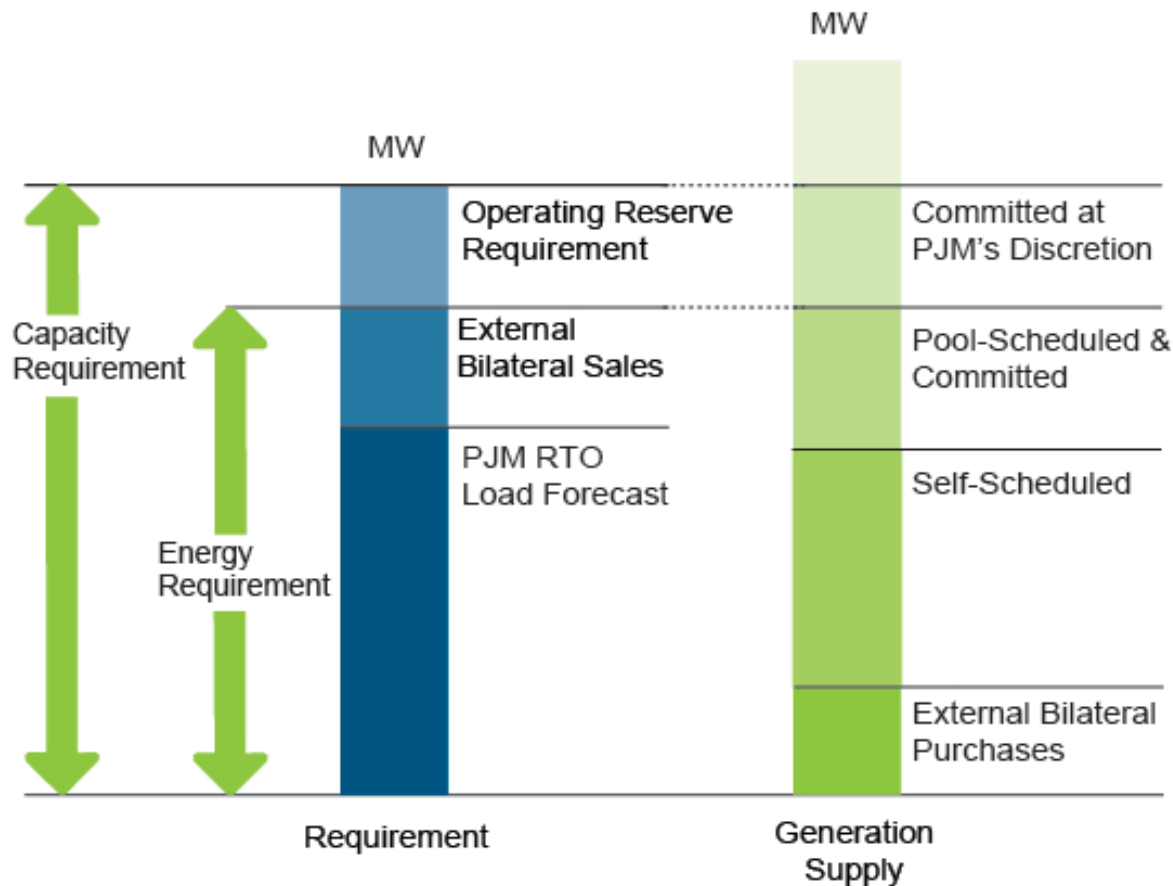 MW
MW
Operating Reserve
Requirement
Committed at
PJM's Discretion
Capacity
Requirement
External
Bilateral Sales
Pool-Scheduled &
Committed
PJM RTO
Load Forecast
Self-Scheduled
Energy
Requirement
External Bilateral
Purchases
Requirement
Generation
Supply